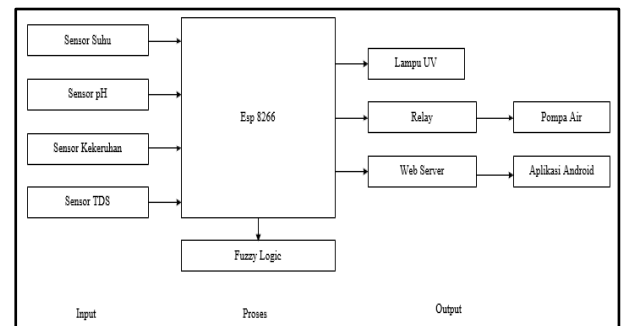 Sensor Suhu
Sensor pH
Sensor Kekeruhan
Sensor TDS
Esp 8266
Fuzzy Logic
Lampu UV
Relay
Pompa Air
Web Server
Aplikasi Android
Input
Proses
Output